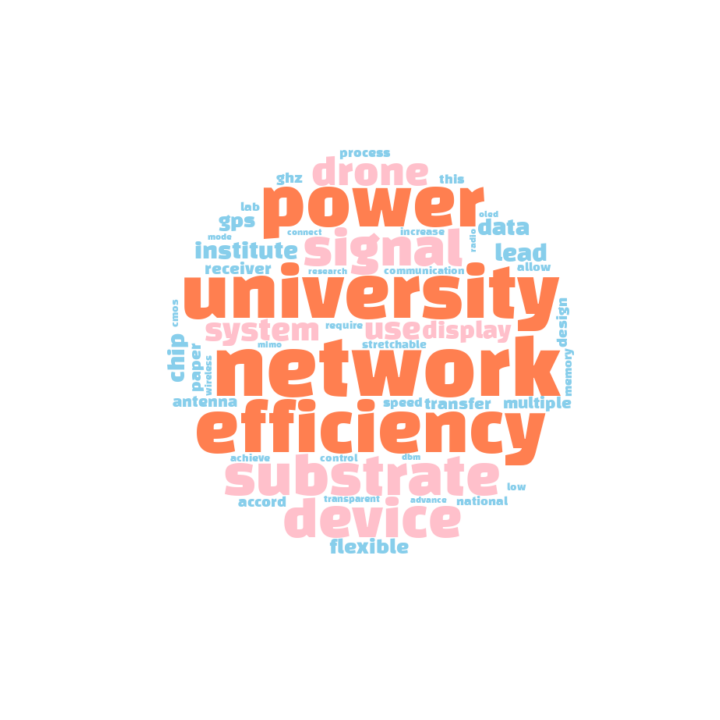 process
drone
ghz
this
power
lab
oled
gps
data
connect
increase
mode
signal
radio
institute
lead
receiver
research
communication
allow
university
cmos
design
system
require
use
display
mimo
stretchable
chip
paper
wireless
network
memory
antenna
speed
transfer
multiple
efficiency
achieve
control
dbm
substrate
low
accord
transparent
advance
national
device
flexible